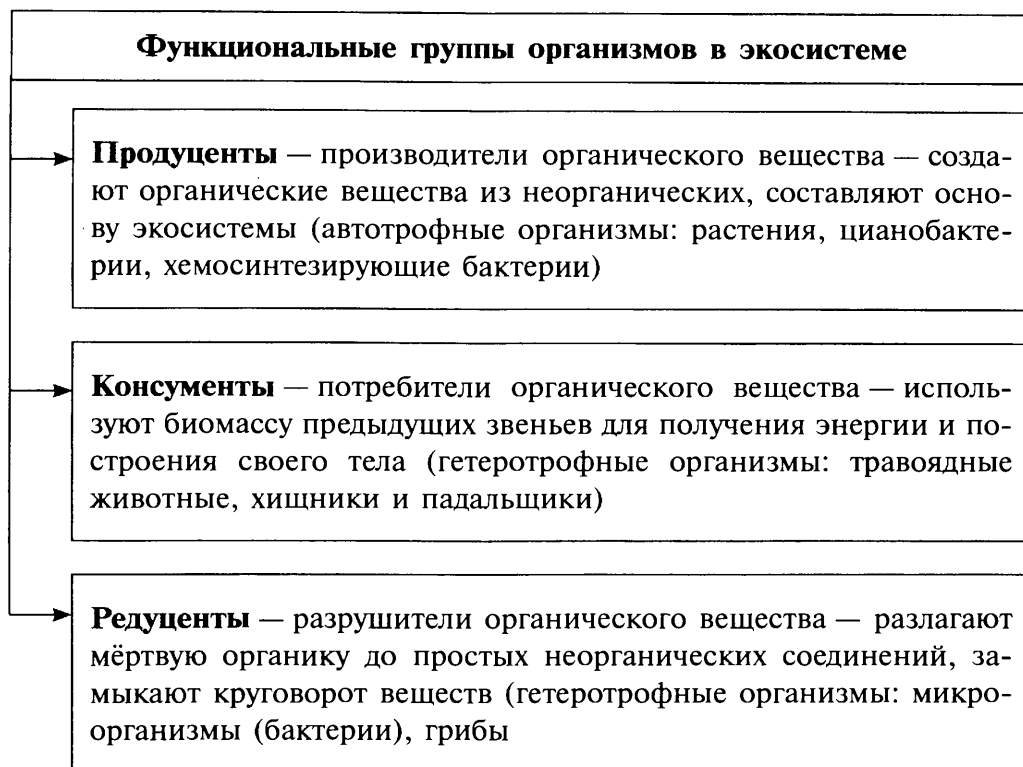 Функциональные группы организмов в экосистеме
Продуценты — производители органического вещества — созда-
ют органические вещества из неорганических, составляют осно-
ву экосистемы (автотрофные организмы: растения, цианобакте-
рии, хемосинтезирующие бактерии)
Консументы — потребители органического вещества — исполь-
зуют биомассу предыдущих звеньев для получения энергии и по-
строения своего тела (гетеротрофные организмы: травоядные
животные, хищники и падальщики)
Редуценты — разрушители органического вещества — разлагают
мёртвую органику до простых неорганических соединений, за-
мыкают круговорот веществ (гетеротрофные организмы: микро-
организмы (бактерии), грибы